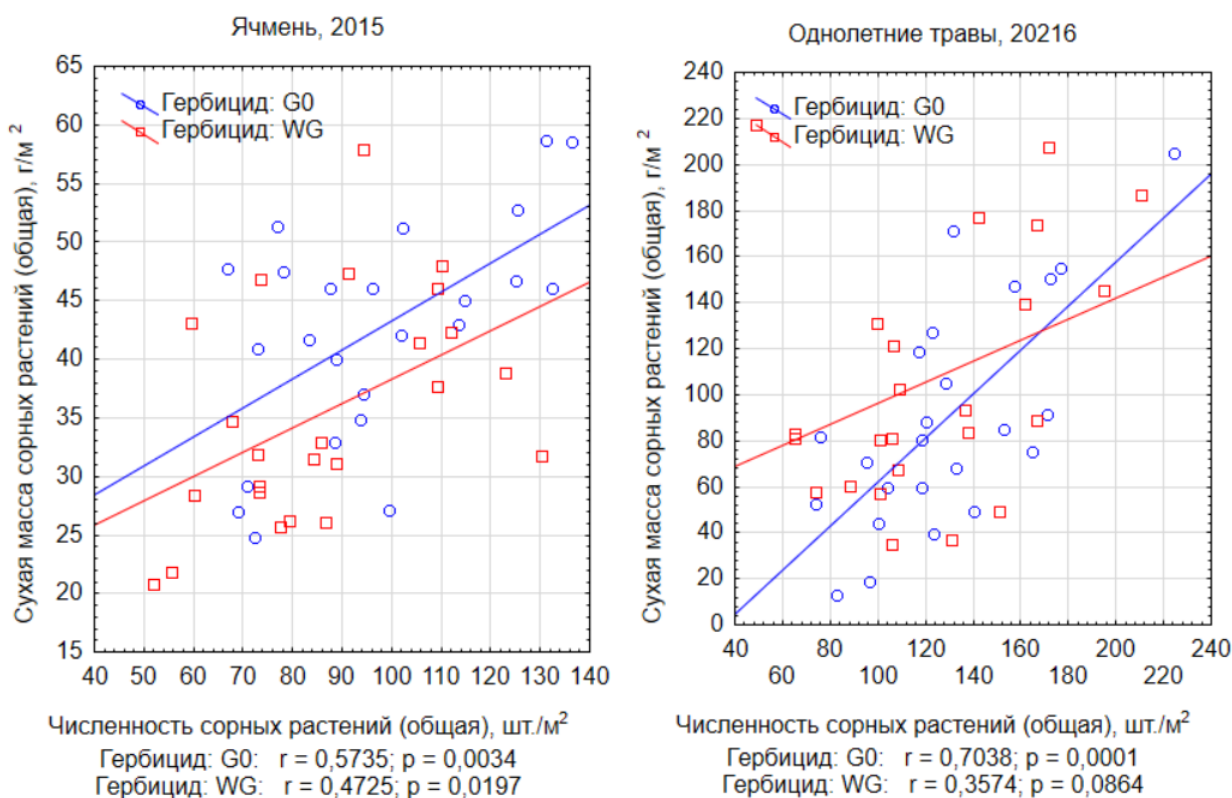 Ячмень, 2015
65
60
55
50
45
40
35
30
25
20
15
Гербицид: G0
Гербицид: WG
Сухая масса сорных растений (общая), г/м 2
40 50 60 70 80 90 100 110 120 130 140
Численность сорных растений (общая), шт./м2
Гербицид: G0: r = 0,5735; p = 0,0034
Гербицид: WG: r = 0,4725; p = 0,0197
Однолетние травы, 20216
240
220
200
180
160
140
120
100
80
60
40
20
0
Гербицид: G0
Гербицид: WG
Сухая масса сорных растений (общая), г/м 2
40 80 120 160 200 240
60 100 140 180 220
Численность сорных растений (общая), шт./м2
Гербицид: G0: r = 0,7038; p = 0,0001
Гербицид: WG: r = 0,3574; p = 0,0864